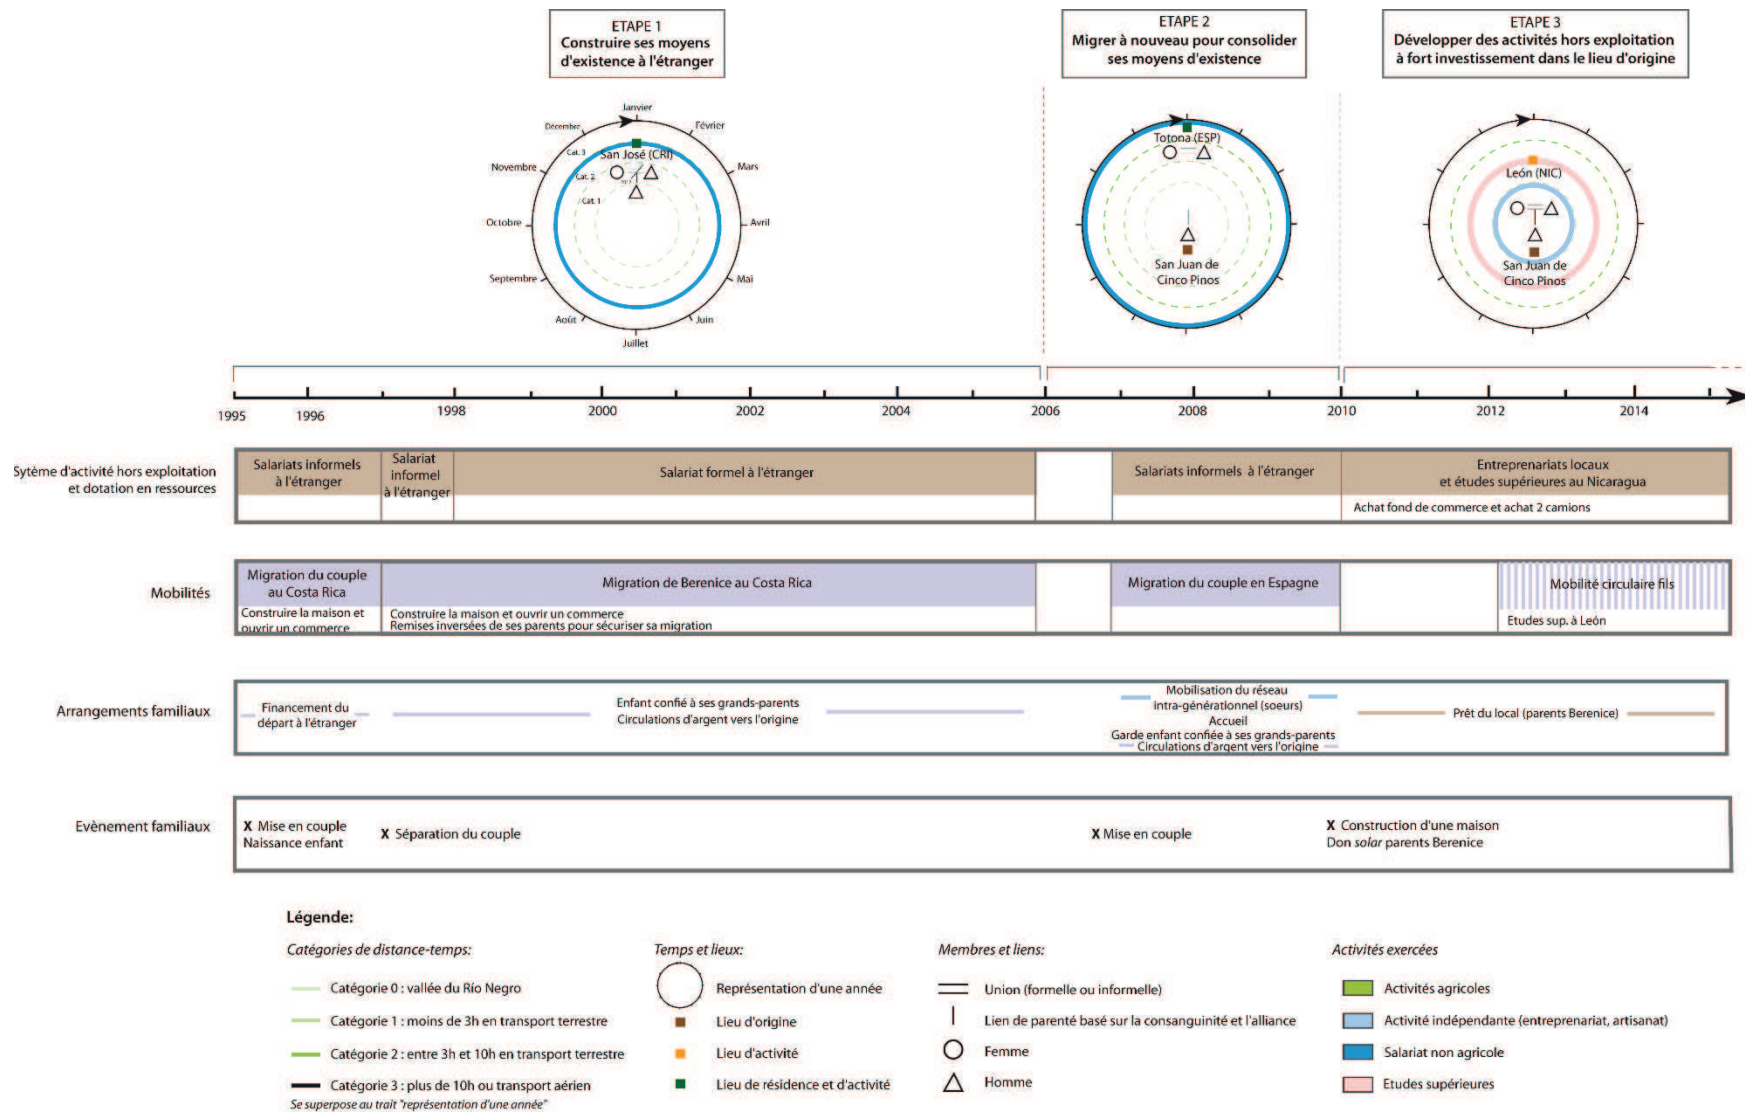 ETAPE 1
Construire ses moyens
d'existence à l'étranger
ETAPE 2
Migrer à nouveau pour consolider
ses moyens d'existence
ETAPE 3
Développer des activités hors exploitation
à fort investissement dans le lieu d'origine
Janvier
Février
Mars
Avril
Mai
Juin
Juillet
Août
Septembre
Octobre
Novembre
Décembre
Cat. 3
Cat. 2
Cat. 1
San José (CRI)
Totona (ESP)
San Juan de
Cinco Pinos
León (NIC)
San Juan de
Cinco Pinos
1995
1996
1998
2000
2002
2004
2006
2008
2010
2012
2014
Sytème d'activité hors exploitation
et dotation en ressources
Salariats informels
à l'étranger
Salariat
informel
à l'étranger
Salariat formel à l'étranger
Salariats informels à l'étranger
Entreprenariats locaux
et études supérieures au Nicaragua
Achat fond de commerce et achat 2 camions
Mobilités
Migration du couple
au Costa Rica
Construire la maison et
ouvrir un commerce
Migration de Berenice au Costa Rica
Construire la maison et ouvrir un commerce
Remises inversées de ses parents pour sécuriser sa migration
Migration du couple en Espagne
Mobilité circulaire fils
Etudes sup. à León
Arrangements familiaux
Financement du
départ à l'étranger
Enfant confié à ses grands-parents
Circulations d'argent vers l'origine
Mobilisation du réseau
intra-générationnel (soeurs)
Accueil
Garde enfant confiée à ses grands-parents
Circulations d'argent vers l'origine
Prêt du local (parents Berenice)
Evènement familiaux
X Mise en couple
Naissance enfant
X Séparation du couple
X Mise en couple
X Construction d'une maison
Don solar parents Berenice
Légende:
Catégories de distance-temps:
Catégorie 0 : vallée du Río Negro
Catégorie 1 : moins de 3h en transport terrestre
Catégorie 2 : entre 3h et 10h en transport terrestre
Catégorie 3 : plus de 10h ou transport aérien
Se superpose au trait "représentation d'une année"
Temps et lieux:
Représentation d'une année
Lieu d'origine
Lieu d'activité
Lieu de résidence et d'activité
Membres et liens:
Union (formelle ou informelle)
Lien de parenté basé sur la consanguinité et l'alliance
Femme
Homme
Activités exercées
Activités agricoles
Activité indépendante (entreprenariat, artisanat)
Salariat non agricole
Etudes supérieures